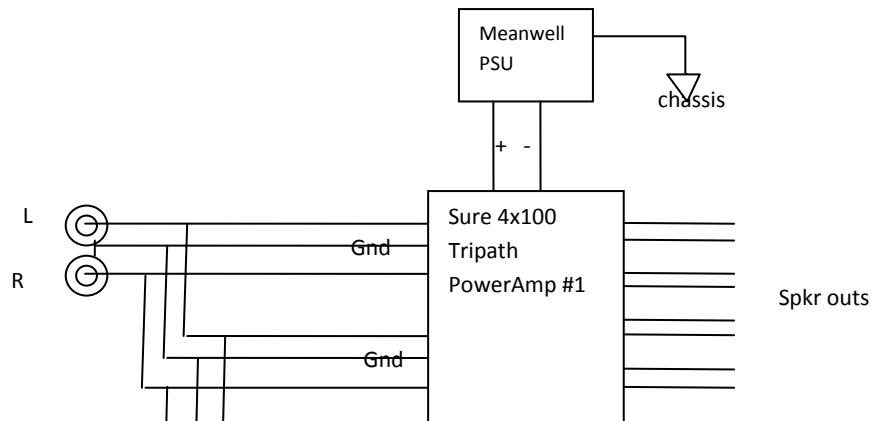 Meanwell
PSU
chassis
+ -
L
Sure 4x100
Gnd
Tripath
R
PowerAmp #1
Spkr outs
Gnd